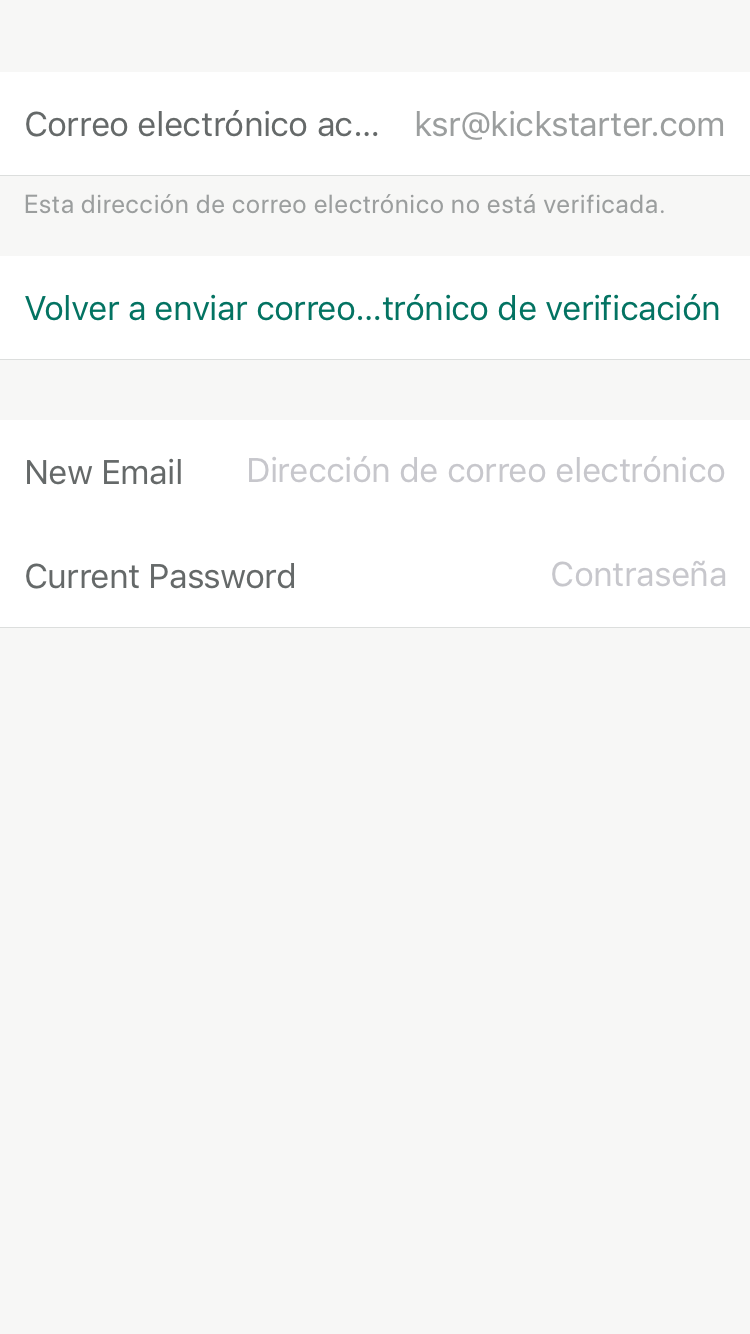 Correo electrónico ac... ksr@kickstarter.com
Esta dirección de correo electrónico no está verificada.
Volver a enviar correo...trónico de verificación
New Email Dirección de correo electrónico
Current Password Contraseña